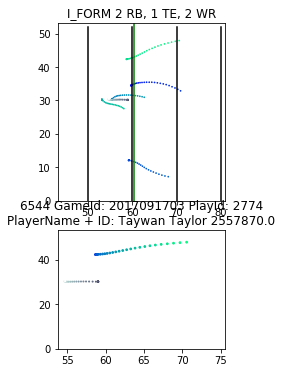 I_FORM 2 RB, 1 TE, 2 WR
50
40
30
20
10
0
50 60 70 80
6544 GameId: 2017091703 PlayId: 2774
PlayerName + ID: Taywan Taylor 2557870.0
40
20
0
55 60 65 70 75